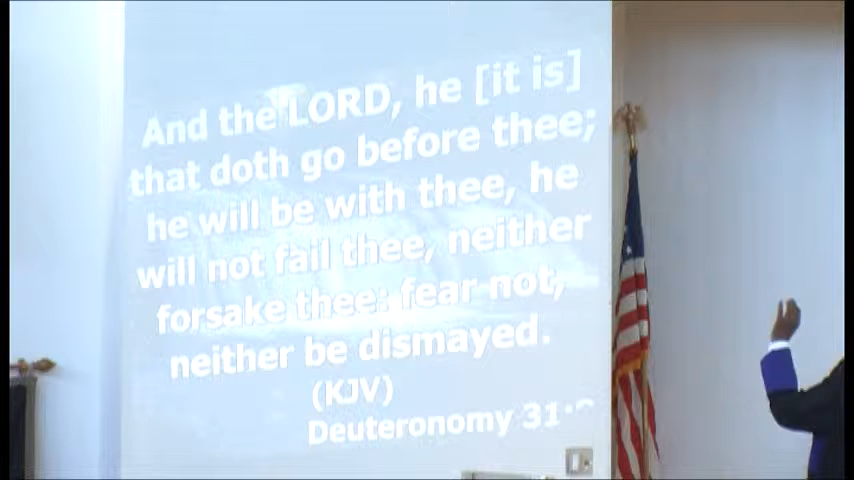 And the LORD, he [it is]
that doth go before thee;
he will be with thee, he
will not fail thee, neither
forsake thee: fear not,
neither be dismayed.
(KJV)
Deuteronomy 31: